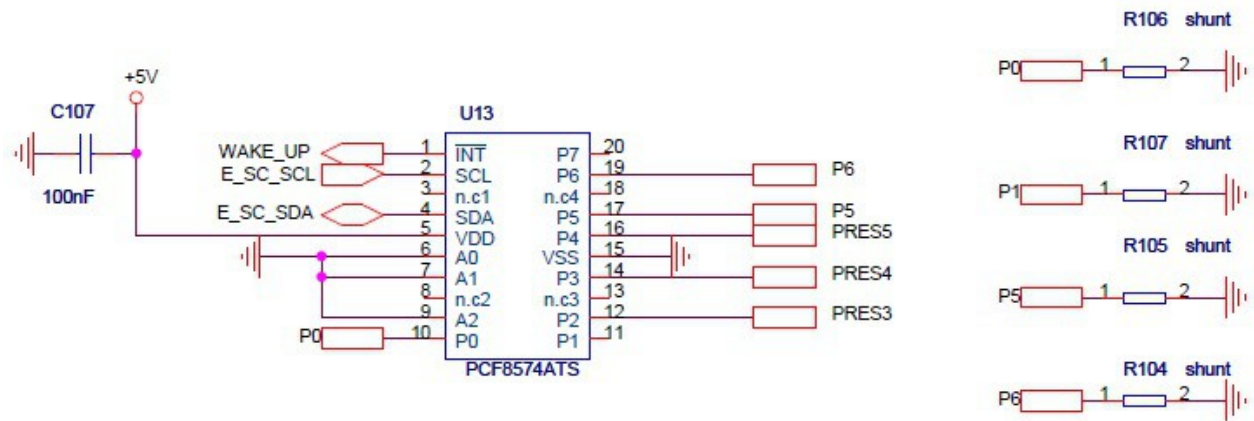 R106 shunt
P0 1 2
+5V
C107
100nF
U13
WAKE_UP 1 INT P7 20
E_SC_SCL 2 SCL P6 19 P6
3 n.c1 n.c4 18
E_SC_SDA 4 SDA P5 17 P5
5 VDD P4 16 PRES5
6 A0 VSS 15
7 A1 P3 14 PRES4
8 n.c2 n.c3 13
9 A2 P2 12 PRES3
P0 10 P0 P1 11
PCF8574ATS
R107 shunt
P1 1 2
R105 shunt
P5 1 2
R104 shunt
P6 1 2